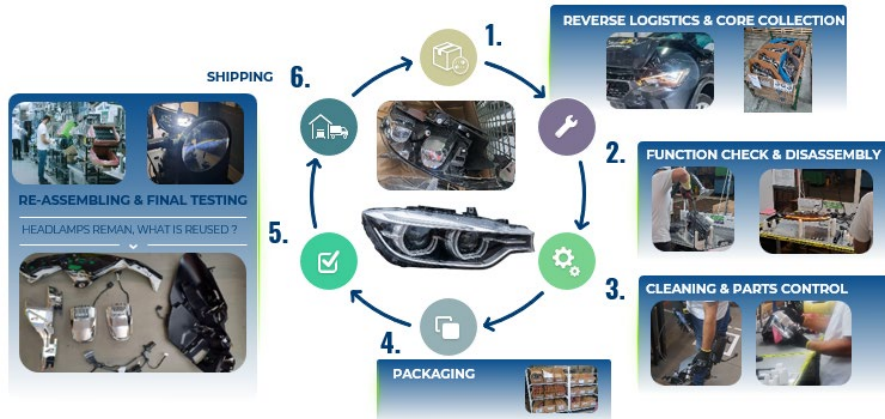 1.
REVERSE LOGISTICS & CORE COLLECTION
2.
FUNCTION CHECK & DISASSEMBLY
3.
CLEANING & PARTS CONTROL
4.
PACKAGING
5.
RE-ASSEMBLING & FINAL TESTING
HEADLAMPS REMAN, WHAT IS REUSED ?
6.
SHIPPING